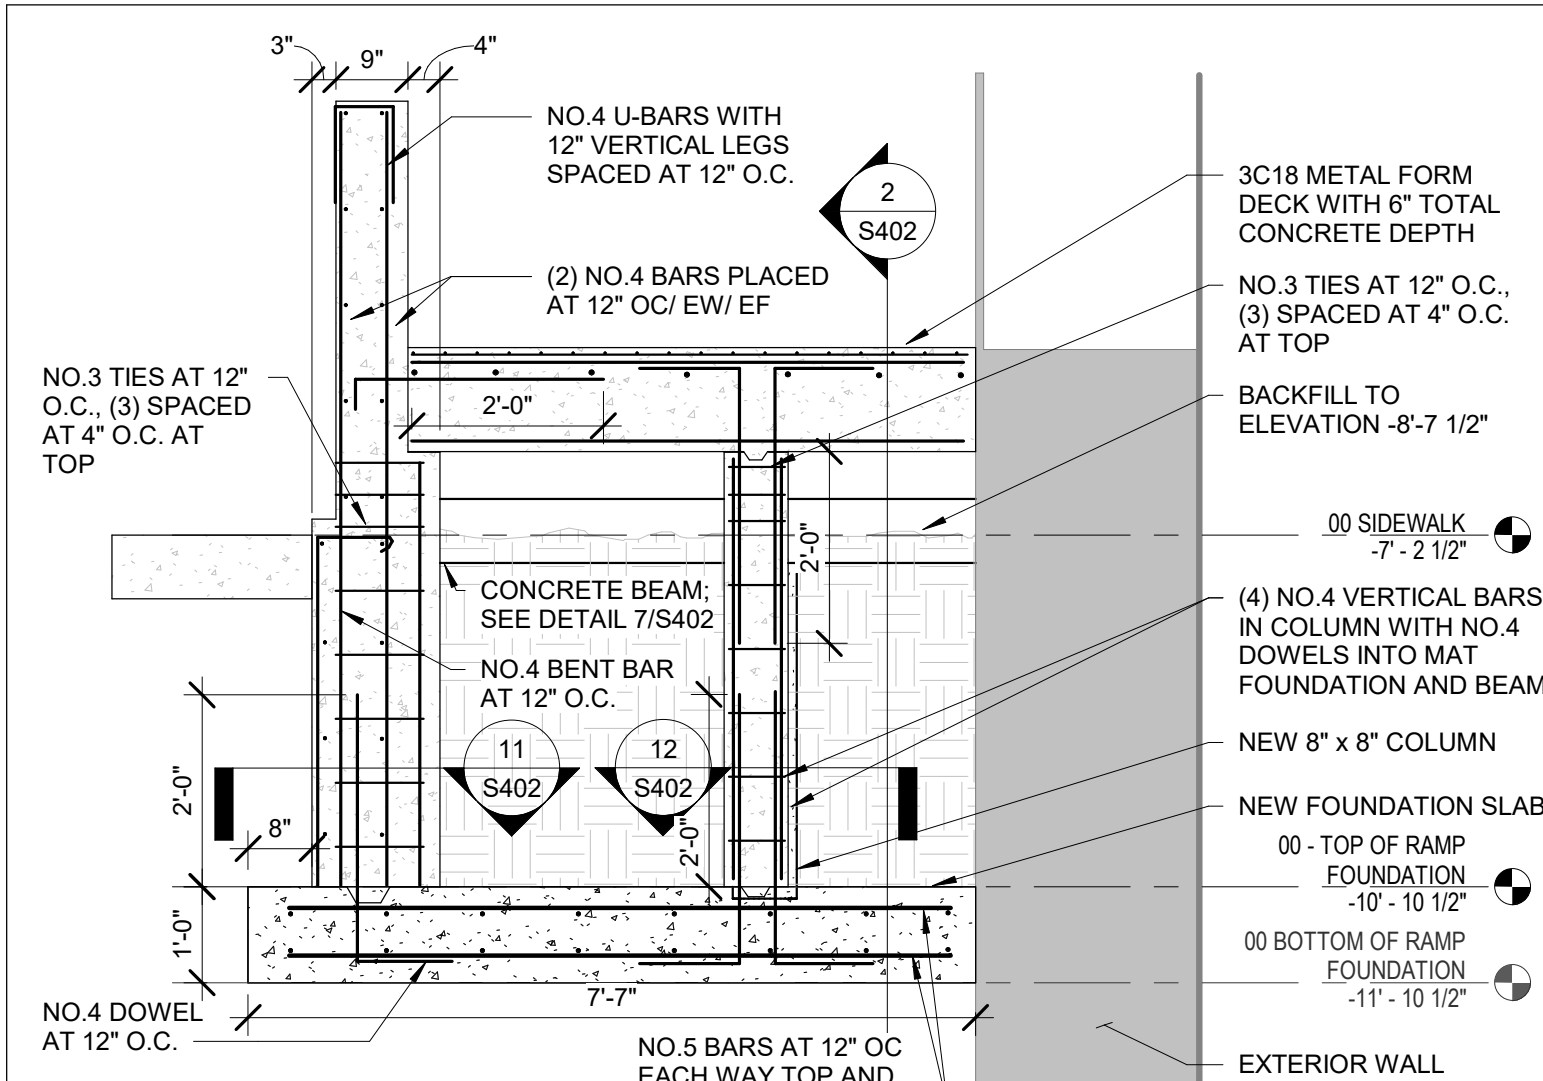 3"
9"
4"
NO.4 U-BARS WITH
12" VERTICAL LEGS
SPACED AT 12" O.C.
2
S402
3C18 METAL FORM
DECK WITH 6" TOTAL
CONCRETE DEPTH
(2) NO.4 BARS PLACED
AT 12" OC/ EW/ EF
NO.3 TIES AT 12" O.C.,
(3) SPACED AT 4" O.C.
AT TOP
NO.3 TIES AT 12"
O.C., (3) SPACED
AT 4" O.C. AT
TOP
2'-0"
BACKFILL TO
ELEVATION -8'-7 1/2"
00 SIDEWALK
-7' - 2 1/2"
2'-0"
CONCRETE BEAM;
SEE DETAIL 7/S402
(4) NO.4 VERTICAL BARS
IN COLUMN WITH NO.4
DOWELS INTO MAT
FOUNDATION AND BEAM
NO.4 BENT BAR
AT 12" O.C.
11
S402
12
S402
NEW 8" x 8" COLUMN
2'-0"
8"
2'-0"
NEW FOUNDATION SLAB
00 - TOP OF RAMP
FOUNDATION
-10' - 10 1/2"
1'-0"
00 BOTTOM OF RAMP
FOUNDATION
-11' - 10 1/2"
7'-7"
NO.4 DOWEL
AT 12" O.C.
NO.5 BARS AT 12" OC
EACH WAY TOP AND
EXTERIOR WALL